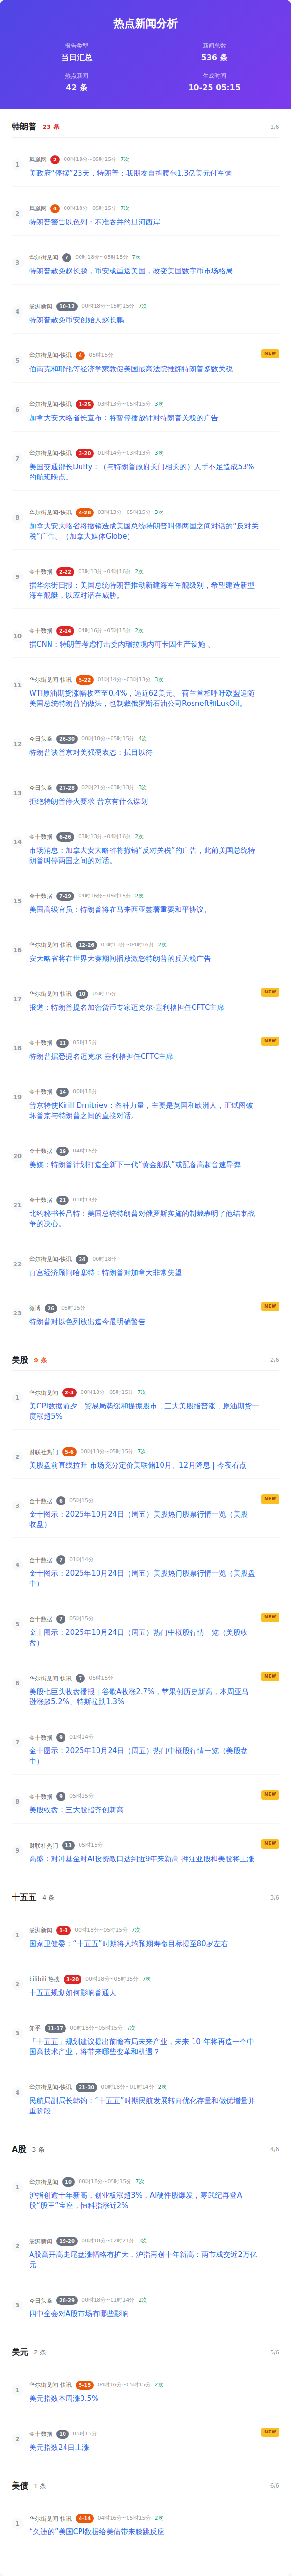 热点新闻分析
报告类型
当日汇总
新闻总数
536 条
热点新闻
42 条
生成时间
10-25 05:15
特朗普 23 条 1/6
1
凤凰网 2 00时18分~05时15分 7次
美政府“停摆”23天，特朗普：我朋友自掏腰包1.3亿美元付军饷
2
凤凰网 4 00时18分~05时15分 7次
特朗普警告以色列：不准吞并约旦河西岸
3
华尔街见闻 7 00时18分~05时15分 7次
特朗普赦免赵长鹏，币安或重返美国，改变美国数字币市场格局
4
澎湃新闻 10-12 00时18分~05时15分 7次
特朗普赦免币安创始人赵长鹏
5
华尔街见闻-快讯 4 05时15分 NEW
伯南克和耶伦等经济学家敦促美国最高法院推翻特朗普多数关税
6
华尔街见闻-快讯 1-25 03时13分~05时15分 3次
加拿大安大略省长宣布：将暂停播放针对特朗普关税的广告
7
华尔街见闻-快讯 3-20 01时14分~03时13分 3次
美国交通部长Duffy：（与特朗普政府关门相关的）人手不足造成53%
的航班晚点。
8
华尔街见闻-快讯 4-28 03时13分~05时15分 3次
加拿大安大略省将撤销造成美国总统特朗普叫停两国之间对话的“反对关
税”广告。（加拿大媒体Globe）
9
金十数据 2-22 03时13分~04时16分 2次
据华尔街日报：美国总统特朗普推动新建海军军舰级别，希望建造新型
海军舰艇，以应对潜在威胁。
10
金十数据 2-14 04时16分~05时15分 2次
据CNN：特朗普考虑打击委内瑞拉境内可卡因生产设施 。
11
华尔街见闻-快讯 5-22 01时14分~03时13分 3次
WTI原油期货涨幅收窄至0.4%，逼近62美元。 荷兰首相呼吁欧盟追随
美国总统特朗普的做法，也制裁俄罗斯石油公司Rosneft和LukOil。
12
今日头条 26-30 00时18分~05时15分 4次
特朗普谈普京对美强硬表态：拭目以待
13
今日头条 27-28 02时21分~03时13分 3次
拒绝特朗普停火要求 普京有什么谋划
14
金十数据 6-26 03时13分~04时16分 2次
市场消息：加拿大安大略省将撤销“反对关税”的广告，此前美国总统特
朗普叫停两国之间的对话。
15
金十数据 7-19 04时16分~05时15分 2次
美国高级官员：特朗普将在马来西亚签署重要和平协议。
16
华尔街见闻-快讯 12-26 03时13分~04时16分 2次
安大略省将在世界大赛期间播放激怒特朗普的反关税广告
17
华尔街见闻-快讯 10 05时15分 NEW
报道：特朗普提名加密货币专家迈克尔·塞利格担任CFTC主席
18
金十数据 11 05时15分 NEW
特朗普据悉提名迈克尔·塞利格担任CFTC主席
19
金十数据 14 00时18分
普京特使Kirill Dmitriev：各种力量，主要是英国和欧洲人，正试图破
坏普京与特朗普之间的直接对话。
20
金十数据 19 04时16分
美媒：特朗普计划打造全新下一代“黄金舰队”或配备高超音速导弹
21
金十数据 21 01时14分
北约秘书长吕特：美国总统特朗普对俄罗斯实施的制裁表明了他结束战
争的决心。
22
华尔街见闻-快讯 24 00时18分
白宫经济顾问哈塞特：特朗普对加拿大非常失望
23
微博 26 05时15分 NEW
特朗普对以色列放出迄今最明确警告
美股 9 条 2/6
1
华尔街见闻 2-3 00时18分~05时15分 7次
美CPI数据前夕，贸易局势缓和提振股市，三大美股指普涨，原油期货一
度涨超5%
2
财联社热门 5-6 00时18分~05时15分 7次
美股盘前直线拉升 市场充分定价美联储10月、12月降息 | 今夜看点
3
金十数据 6 05时15分 NEW
金十图示：2025年10月24日（周五）美股热门股票行情一览（美股
收盘）
4
金十数据 7 01时14分
金十图示：2025年10月24日（周五）美股热门股票行情一览（美股盘
中）
5
金十数据 7 05时15分 NEW
金十图示：2025年10月24日（周五）热门中概股行情一览（美股收
盘）
6
华尔街见闻-快讯 7 05时15分 NEW
美股七巨头收盘播报｜谷歌A收涨2.7%，苹果创历史新高，本周亚马
逊涨超5.2%、特斯拉跌1.3%
7
金十数据 8 01时14分
金十图示：2025年10月24日（周五）热门中概股行情一览（美股盘
中）
8
金十数据 9 05时15分 NEW
美股收盘：三大股指齐创新高
9
财联社热门 13 05时15分 NEW
高盛：对冲基金对AI投资敞口达到近9年来新高 押注亚股和美股将上涨
十五五 4 条 3/6
1
澎湃新闻 1-3 00时18分~05时15分 7次
国家卫健委：“十五五”时期将人均预期寿命目标提至80岁左右
2
bilibili 热搜 3-20 00时18分~05时15分 7次
十五五规划如何影响普通人
3
知乎 11-17 00时18分~05时15分 7次
「十五五」规划建议提出前瞻布局未来产业，未来 10 年将再造一个中
国高技术产业，将带来哪些变革和机遇？
4
华尔街见闻-快讯 21-30 00时18分~01时14分 2次
民航局副局长韩钧：“十五五”时期民航发展转向优化存量和做优增量并
重阶段
A股 3 条 4/6
1
华尔街见闻 10 00时18分~05时15分 7次
沪指创逾十年新高，创业板涨超3%，AI硬件股爆发，寒武纪再登A
股“股王”宝座，恒科指涨近2%
2
澎湃新闻 19-20 00时18分~02时21分 3次
A股高开高走尾盘涨幅略有扩大，沪指再创十年新高：两市成交近2万亿
元
3
今日头条 28-29 00时18分~01时14分 2次
四中全会对A股市场有哪些影响
美元 2 条 5/6
1
华尔街见闻-快讯 5-15 04时16分~05时15分 2次
美元指数本周涨0.5%
2
金十数据 10 05时15分 NEW
美元指数24日上涨
美债 1 条 6/6
1
华尔街见闻-快讯 4-14 04时16分~05时15分 2次
“久违的”美国CPI数据给美债带来膝跳反应